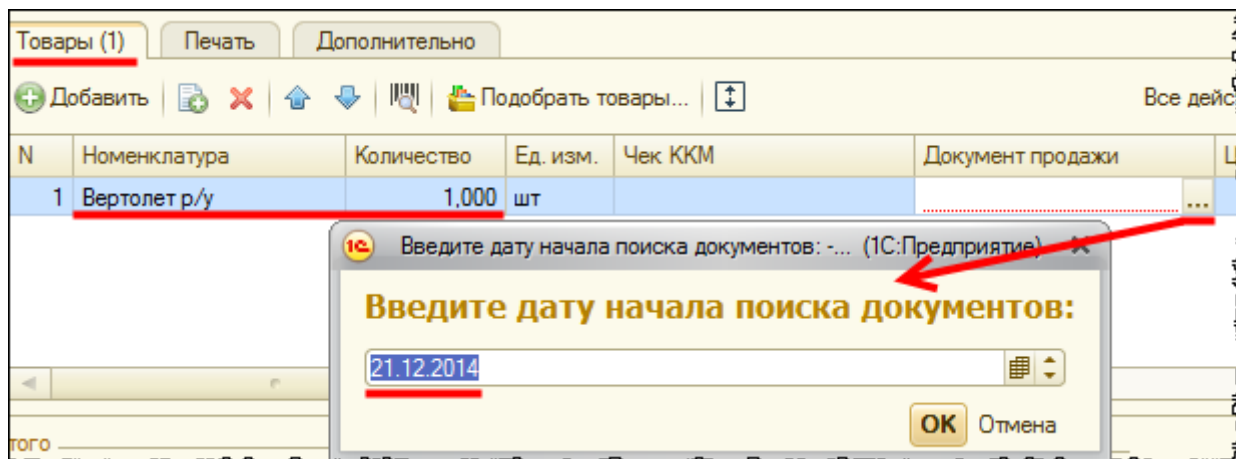 Товары (1) Печать Дополнительно
Добавить Подобрать товары... Все дейс
N Номенклатура Количество Ед. изм. Чек ККМ Документ продажи Ц
1 Вертолет р/у 1,000 шт ...
1С Введите дату начала поиска документов: -... (1С:Предприятие)
Введите дату начала поиска документов:
21.12.2014
OK Отмена
того